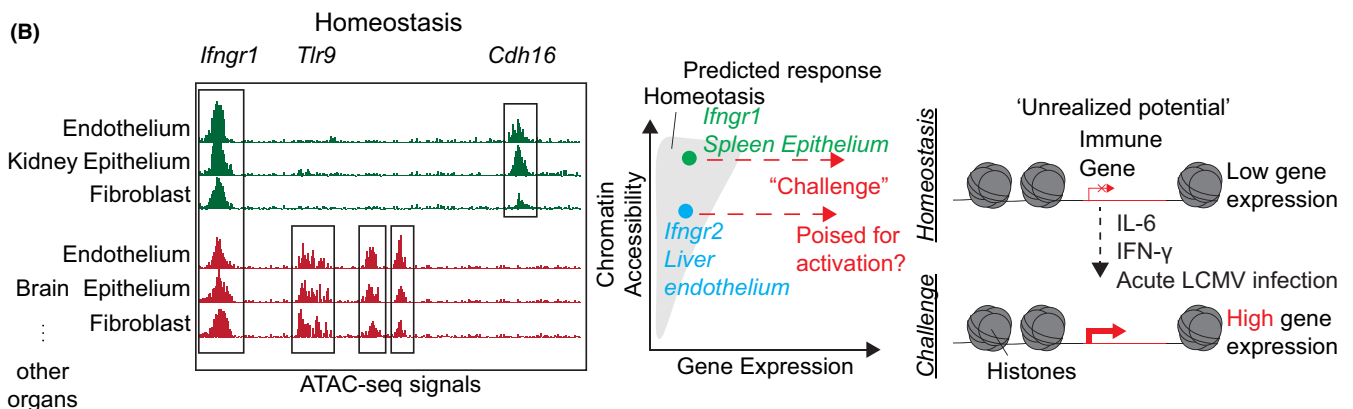 (B)
Homeostasis
Ifngr1 Tlr9 Cdh16
Endothelium
Kidney Epithelium
Fibroblast
Endothelium
Brain Epithelium
Fibroblast
⋮
other
organs
ATAC-seq signals
Predicted response
Homeotasis
Ifngr1
Spleen Epithelium
“Challenge”
Ifngr2
Liver
endothelium
Poised for
activation?
Chromatin
Accessibility
Gene Expression
‘Unrealized potential’
Homeostasis
Immune
Gene
Low gene
expression
IL-6
IFN-γ
Acute LCMV infection
Challenge
High gene
expression
Histones